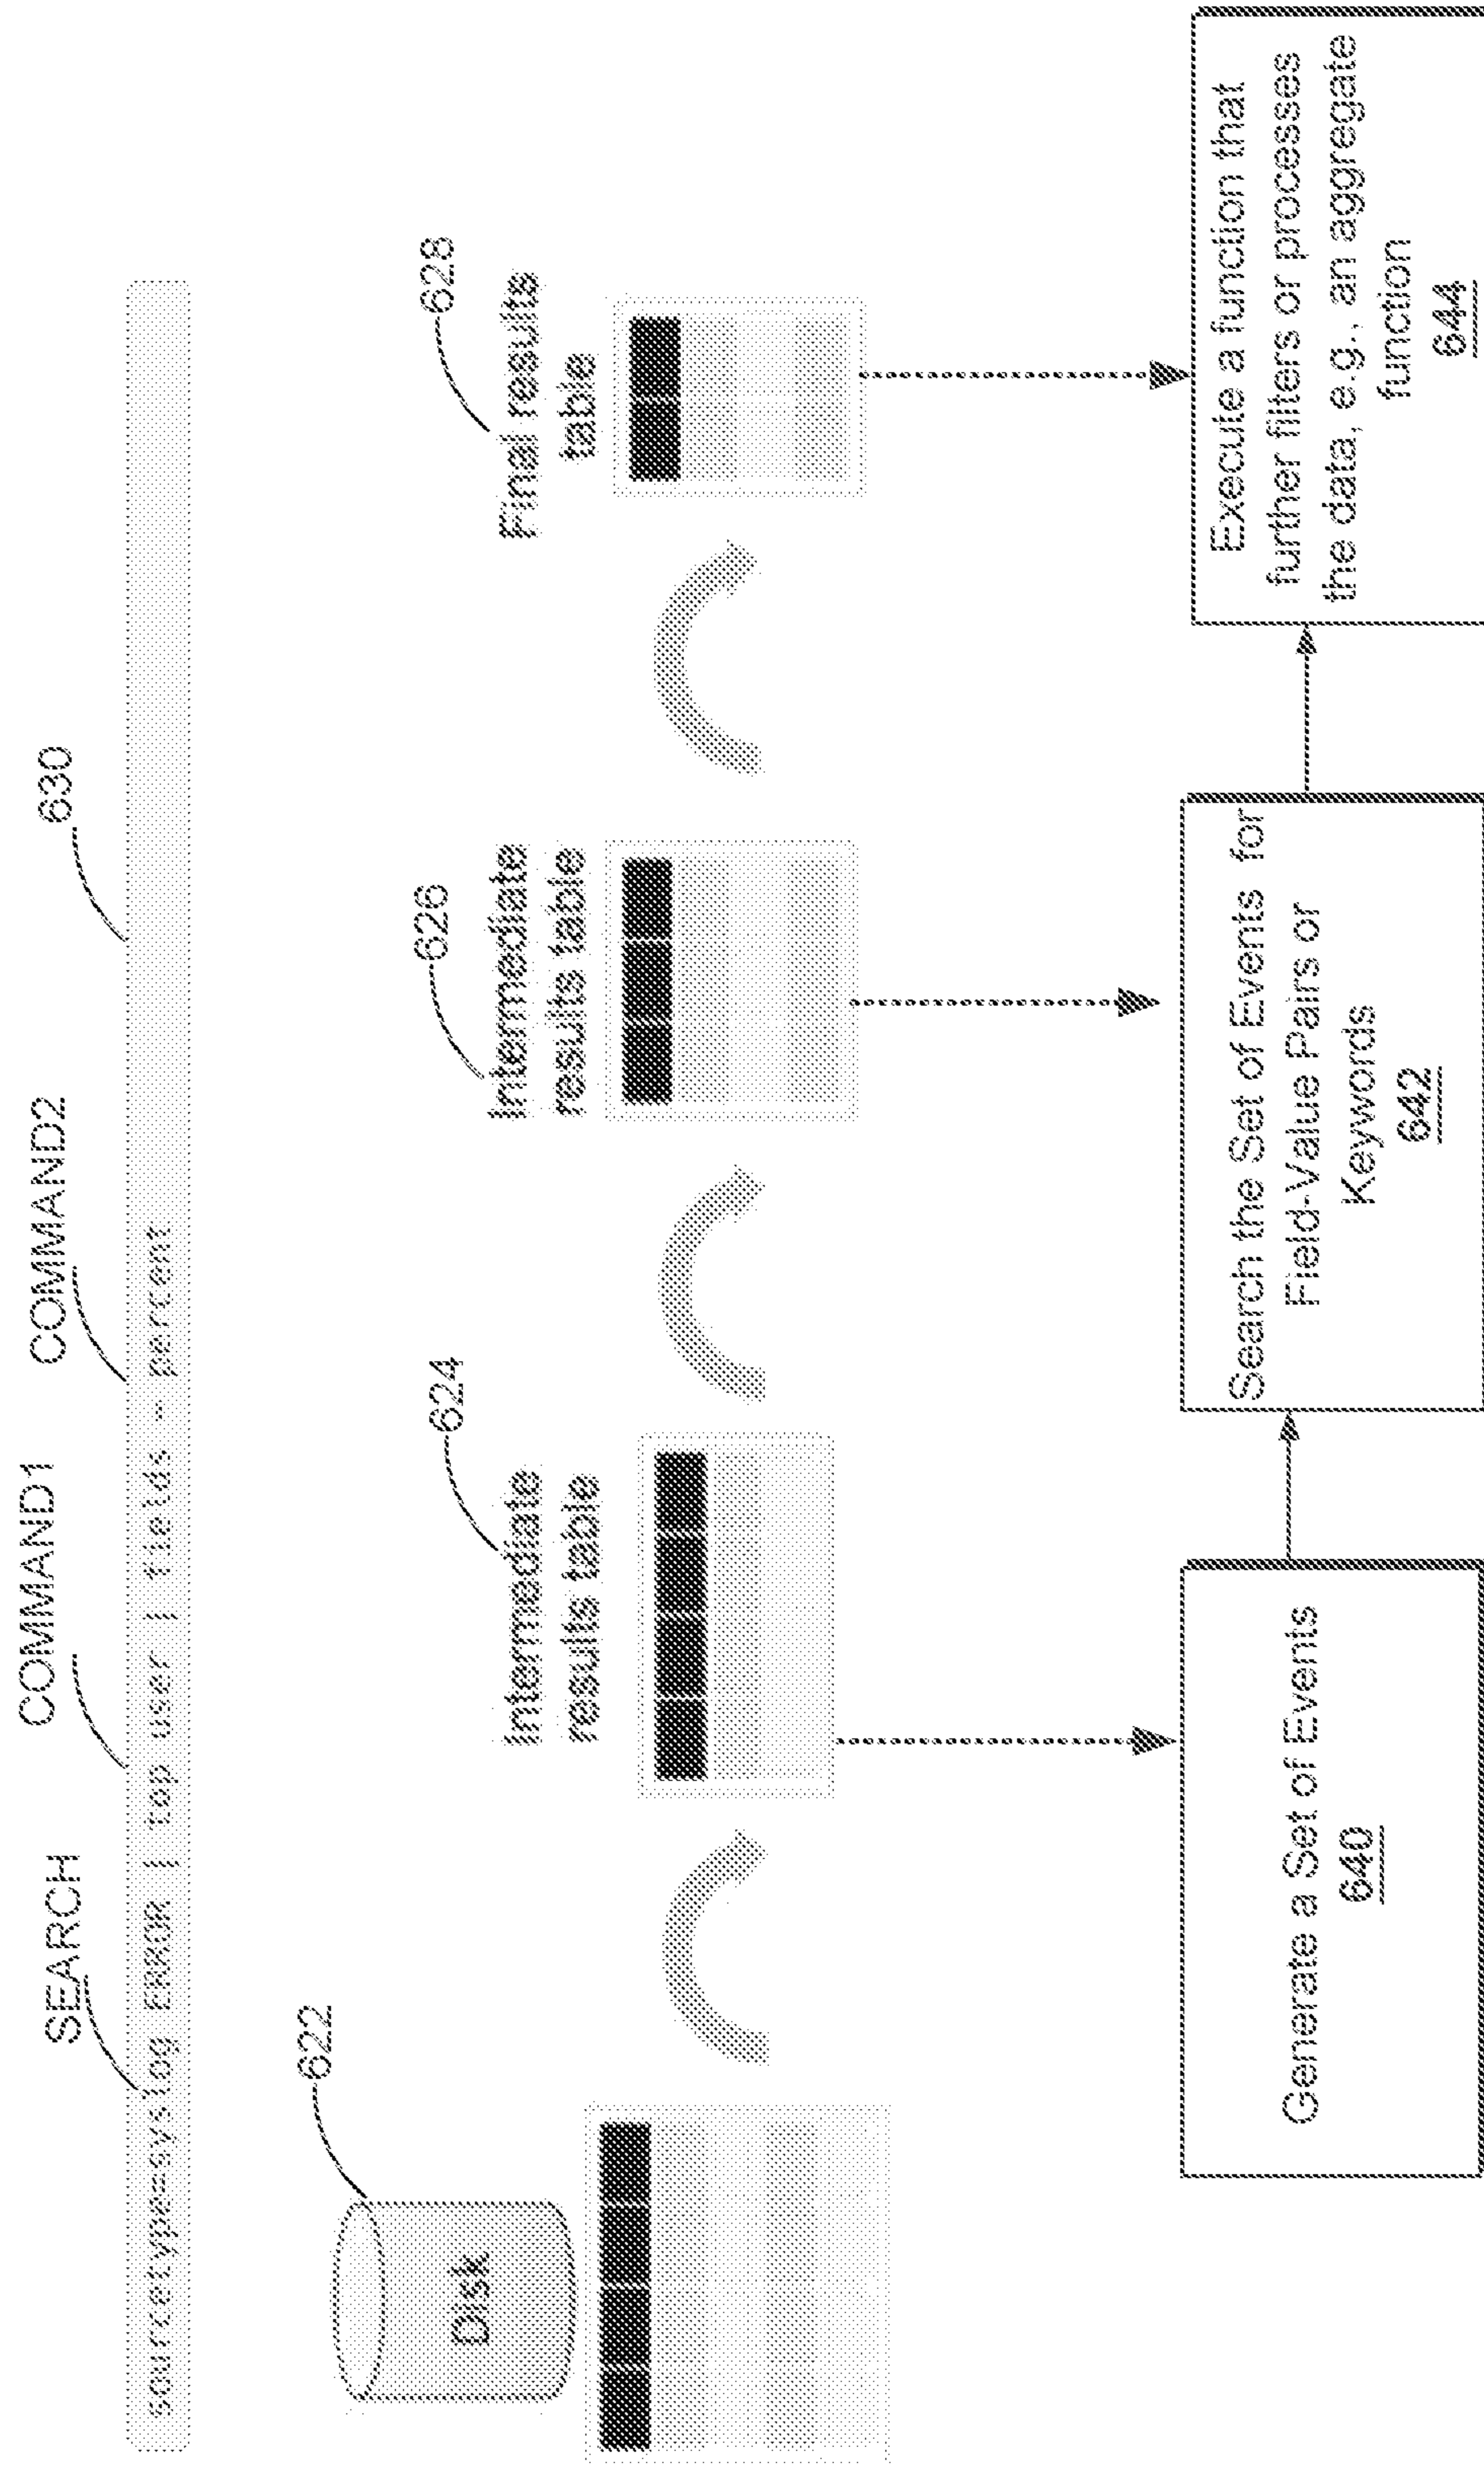 SEARCH
COMMAND1
COMMAND2
630
sourcetype=syslog ERROR | top user | fields - percent
622
Disk
624
Intermediate
results table
626
Intermediate
results table
628
Final results
table
Generate a Set of Events
640
Search the Set of Events for
Field-Value Pairs or
Keywords
642
Execute a function that
further filters or processes
the data, e.g., an aggregate
function
644